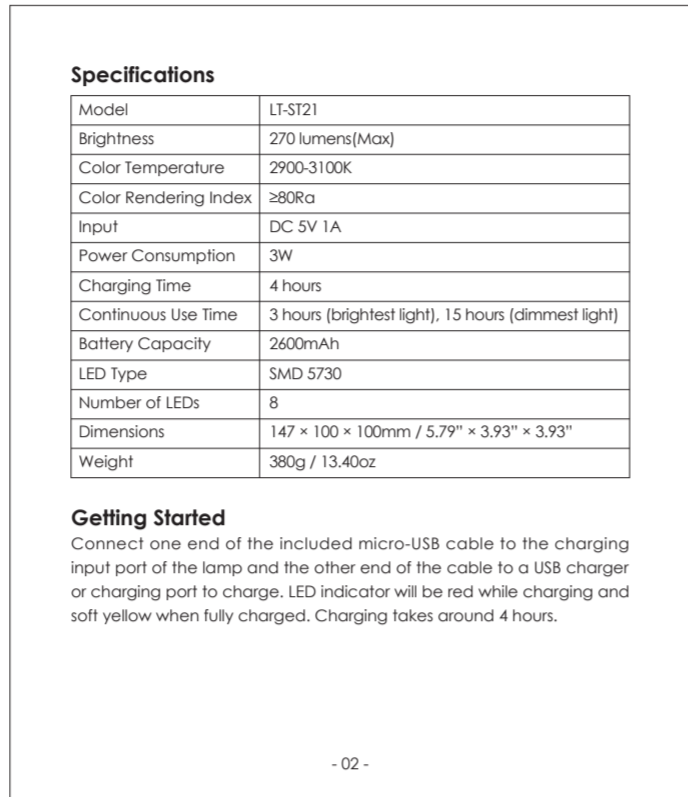 Specifications
Model LT-ST21
Brightness 270 lumens(Max)
Color Temperature 2900-3100K
Color Rendering Index ≥80Ra
Input DC 5V 1A
Power Consumption 3W
Charging Time 4 hours
Continuous Use Time 3 hours (brightest light), 15 hours (dimmest light)
Battery Capacity 2600mAh
LED Type SMD 5730
Number of LEDs 8
Dimensions 147 × 100 × 100mm / 5.79" × 3.93" × 3.93"
Weight 380g / 13.40oz
Getting Started
Connect one end of the included micro-USB cable to the charging
input port of the lamp and the other end of the cable to a USB charger
or charging port to charge. LED indicator will be red while charging and
soft yellow when fully charged. Charging takes around 4 hours.
- 02 -